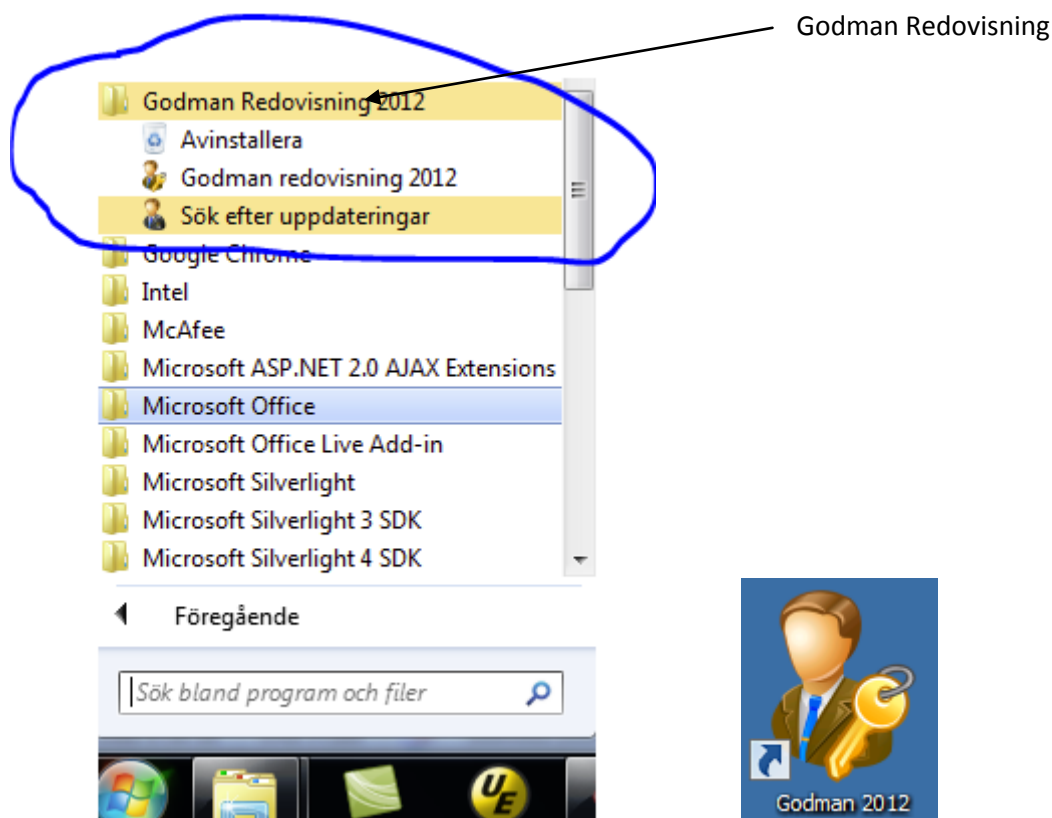 Godman Redovisning
Godman Redovisning 2012
Avinstallera
Godman redovisning 2012
Sök efter uppdateringar
Google Chrome
Intel
McAfee
Microsoft ASP.NET 2.0 AJAX Extensions
Microsoft Office
Microsoft Office Live Add-in
Microsoft Silverlight
Microsoft Silverlight 3 SDK
Microsoft Silverlight 4 SDK
Föregående
Sök bland program och filer
UE
Godman 2012